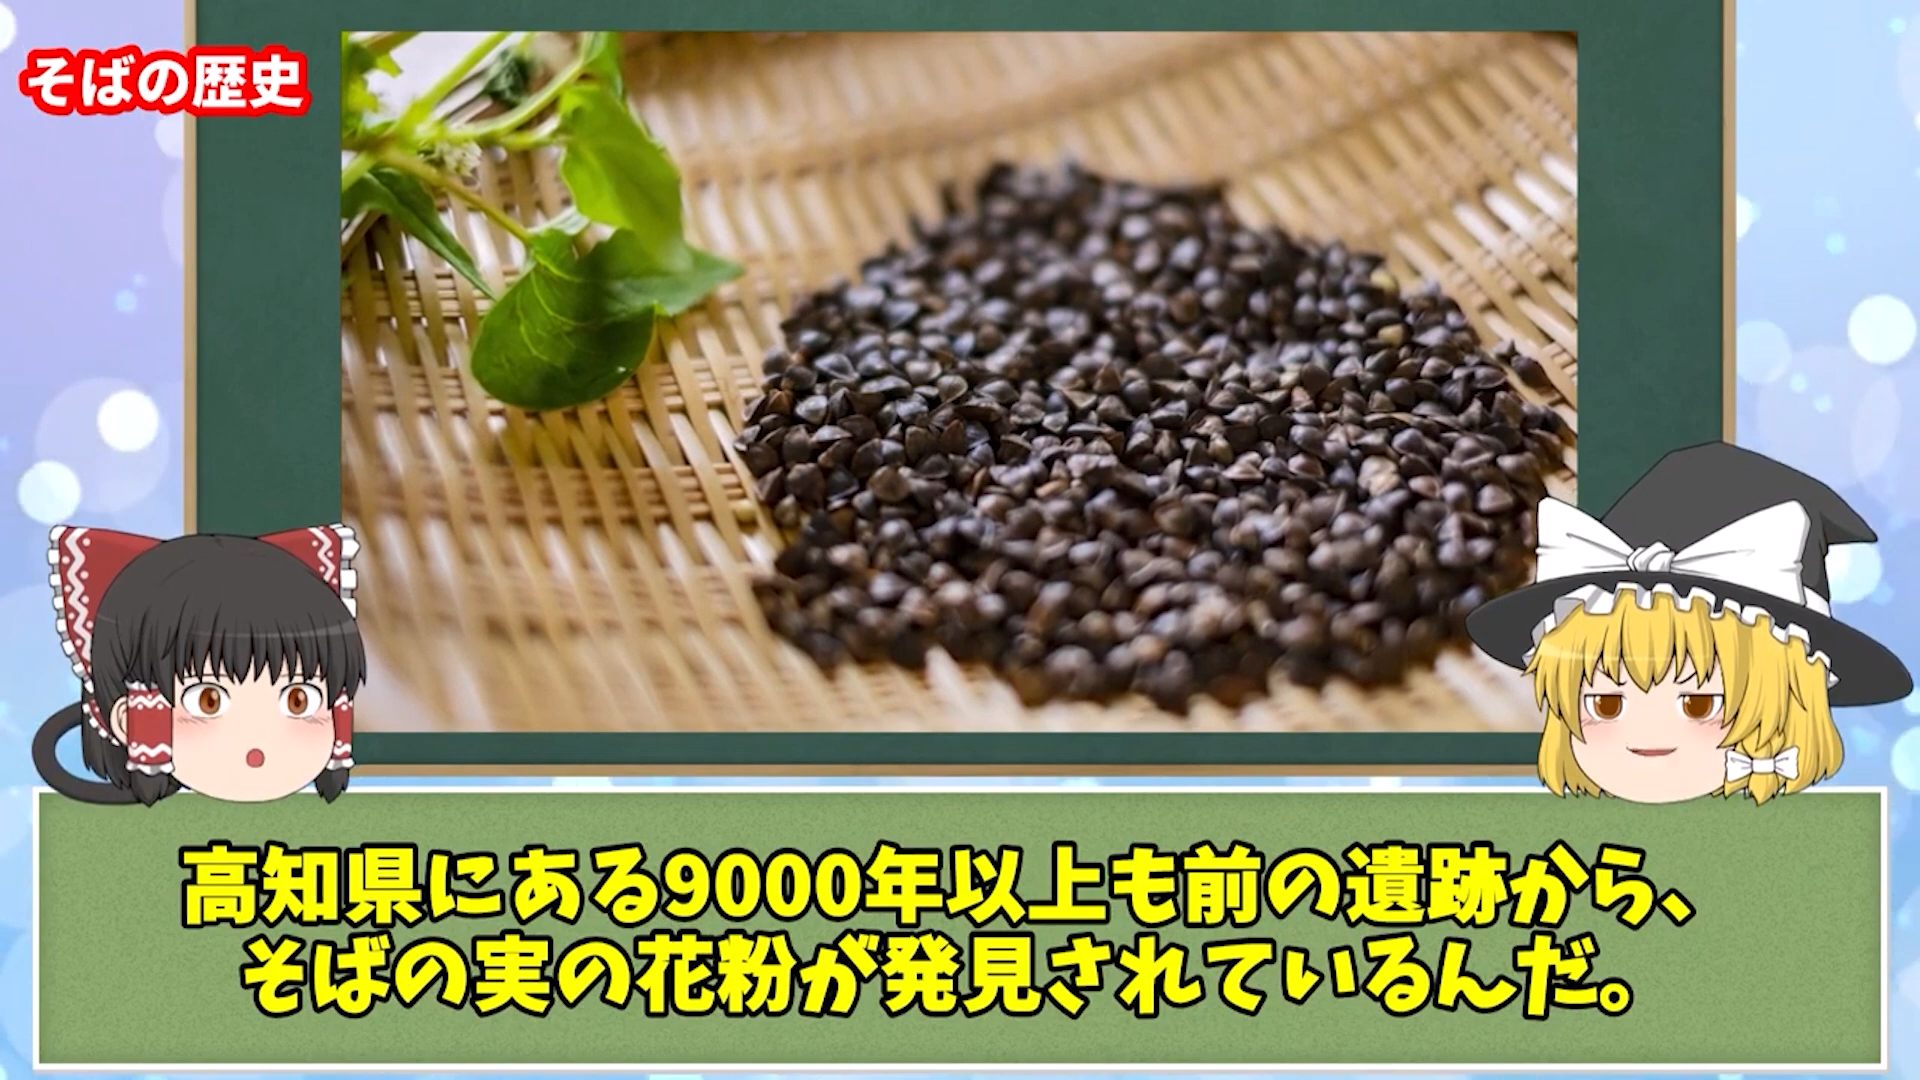 そばの歴史
高知県にある9000年以上も前の遺跡から、
そばの実の花粉が発見されているんだ。